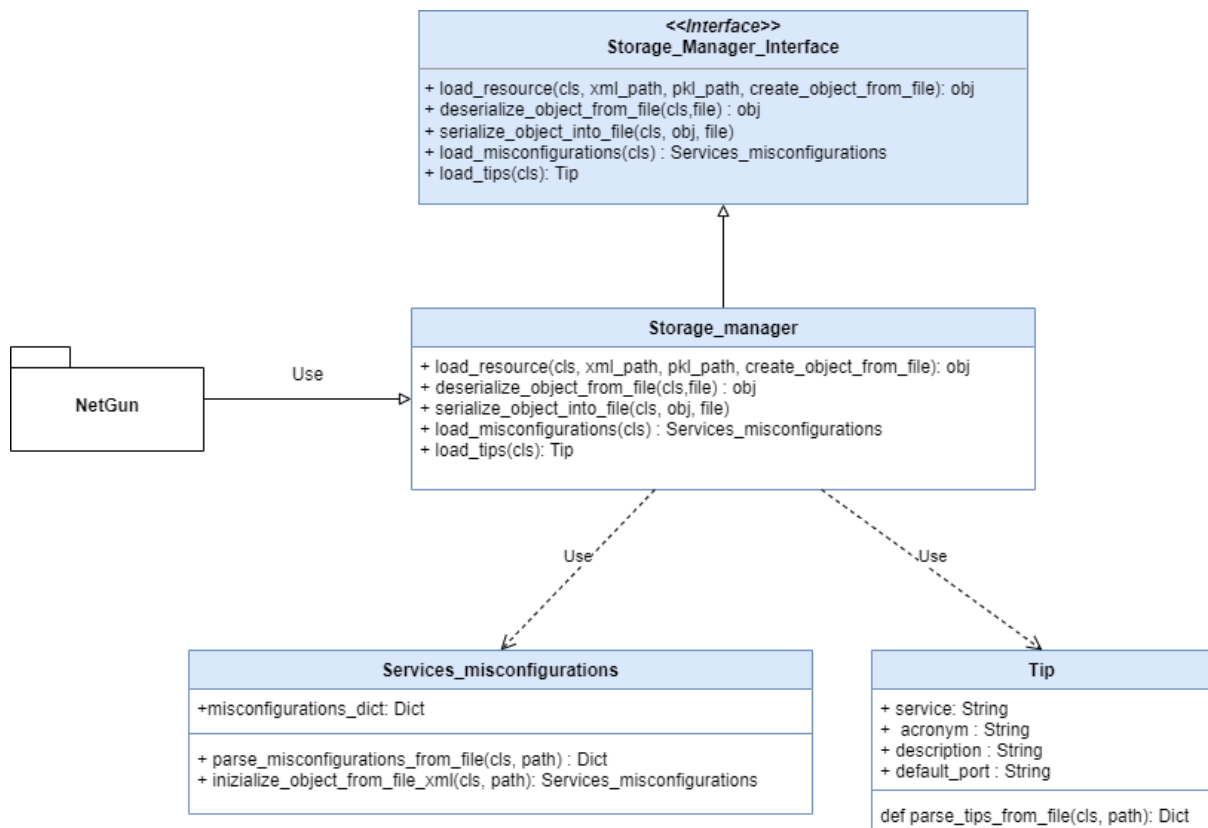 <<Interface>>
Storage_Manager_Interface
+ load_resource(cls, xml_path, pkl_path, create_object_from_file): obj
+ deserialize_object_from_file(cls,file) : obj
+ serialize_object_into_file(cls, obj, file)
+ load_misconfigurations(cls) : Services_misconfigurations
+ load_tips(cls): Tip
Storage_manager
+ load_resource(cls, xml_path, pkl_path, create_object_from_file): obj
+ deserialize_object_from_file(cls,file) : obj
+ serialize_object_into_file(cls, obj, file)
+ load_misconfigurations(cls) : Services_misconfigurations
+ load_tips(cls): Tip
Use
NetGun
Use
Use
Services_misconfigurations
+misconfigurations_dict: Dict
+ parse_misconfigurations_from_file(cls, path) : Dict
+ inizialize_object_from_file_xml(cls, path): Services_misconfigurations
Tip
+ service: String
+ acronym : String
+ description : String
+ default_port : String
def parse_tips_from_file(cls, path): Dict